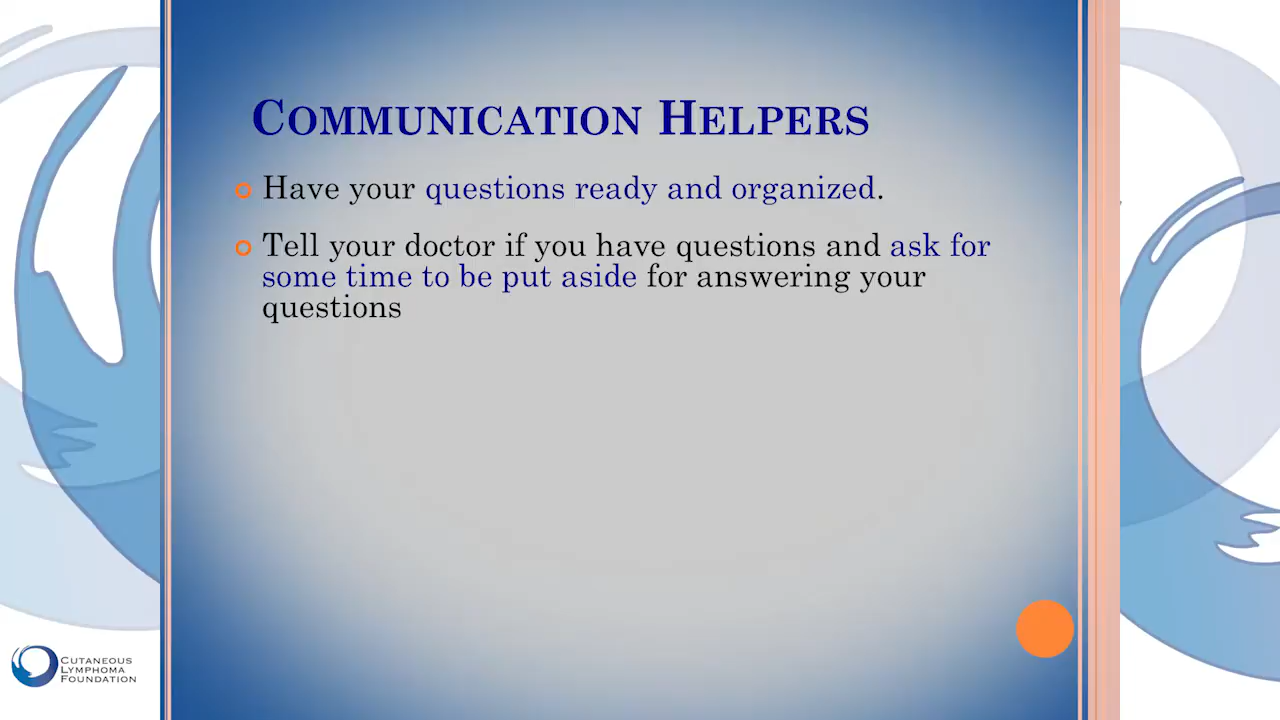 COMMUNICATION HELPERS
Have your questions ready and organized.
Tell your doctor if you have questions and ask for
some time to be put aside for answering your
questions
CUTANEOUS
LYMPHOMA
FOUNDATION